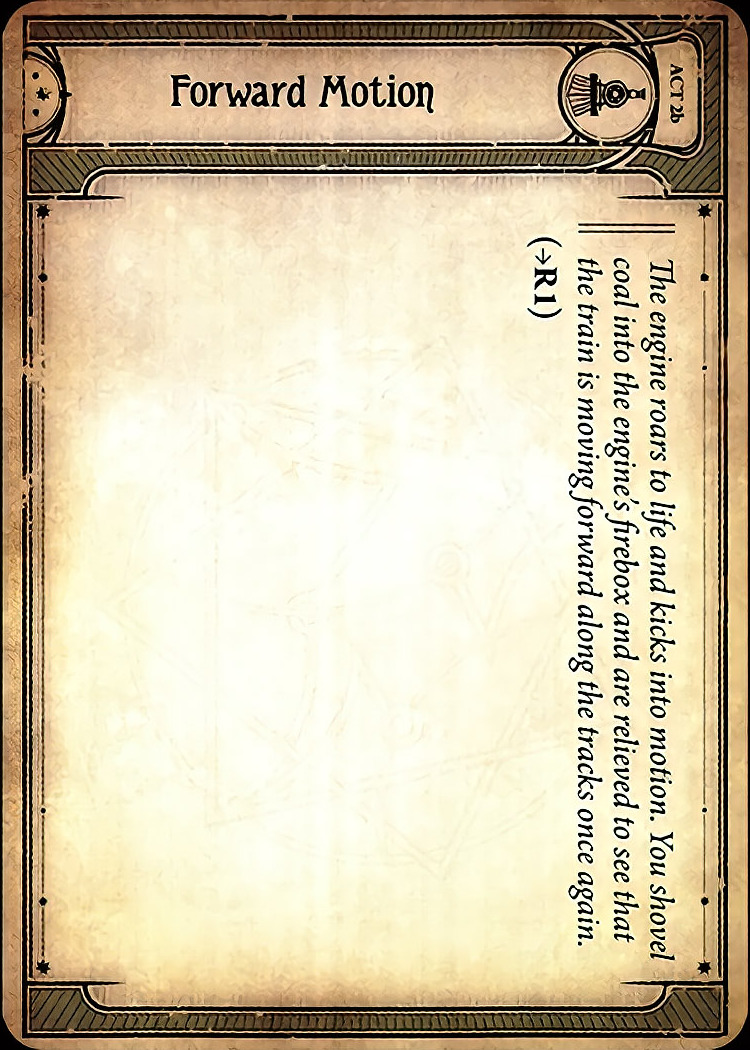 ACT 2b
Forward Motion
The engine roars to life and kicks into motion. You shovel
coal into the engine's firebox and are relieved to see that
the train is moving forward along the tracks once again.
(→R1)